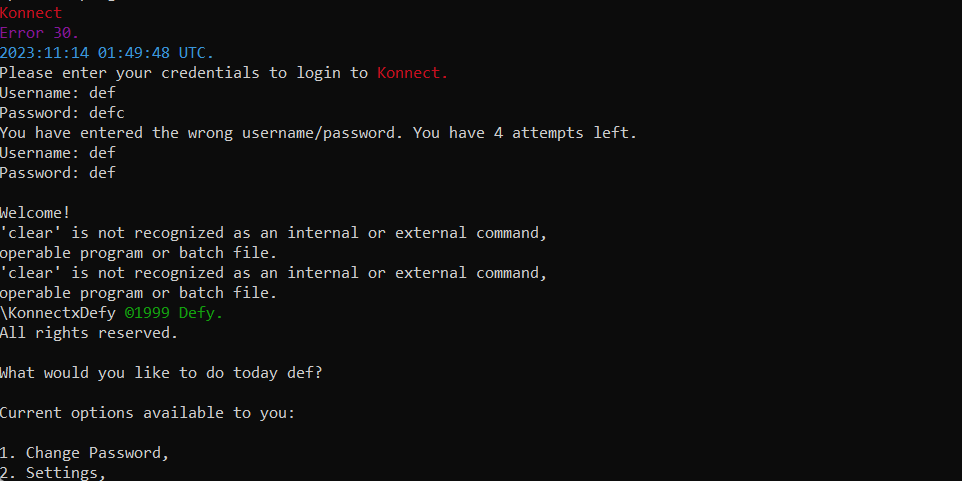 Konnect
Error 30.
2023:11:14 01:49:48 UTC.
Please enter your credentials to login to Konnect.
Username: def
Password: defc
You have entered the wrong username/password. You have 4 attempts left.
Username: def
Password: def
Welcome!
'clear' is not recognized as an internal or external command,
operable program or batch file.
'clear' is not recognized as an internal or external command,
operable program or batch file.
\KonnectxDefy ©1999 Defy.
All rights reserved.
What would you like to do today def?
Current options available to you:
1. Change Password,
2. Settings,